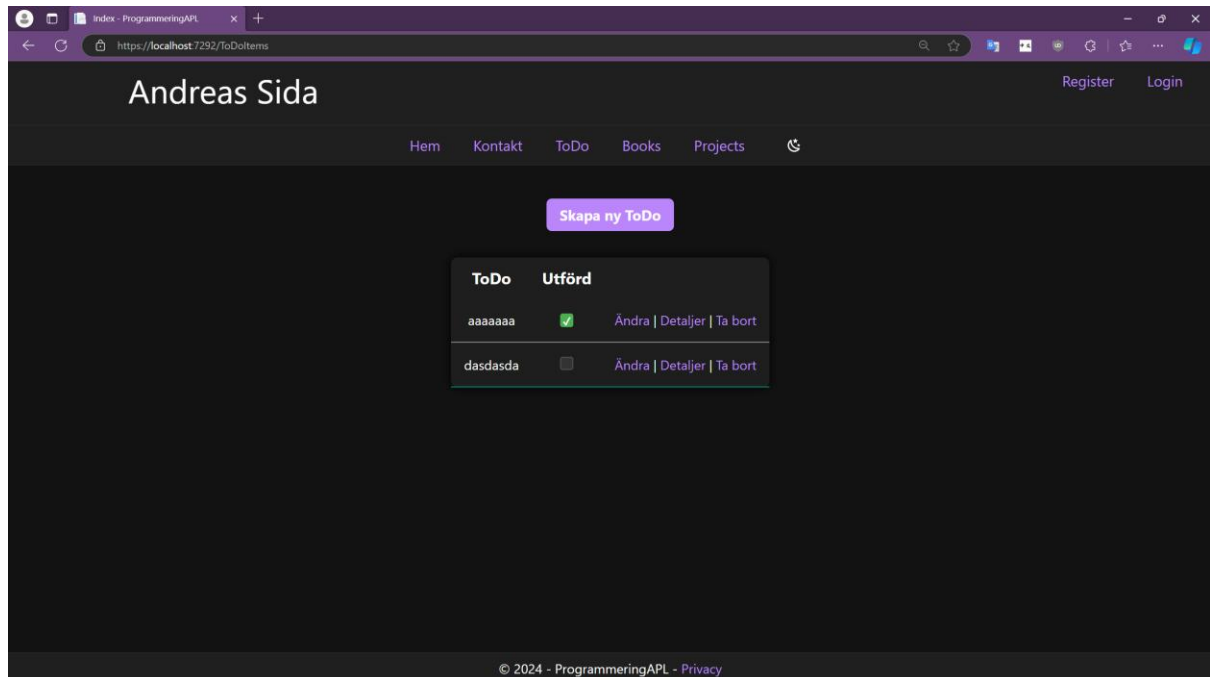 Index - ProgrammeringAPL
https://localhost:7292/ToDoItems
Andreas Sida
Register Login
Hem Kontakt ToDo Books Projects
Skapa ny ToDo
ToDo Utförd
aaaaaaa Ändra | Detaljer | Ta bort
dasdasda Ändra | Detaljer | Ta bort
© 2024 - ProgrammeringAPL - Privacy